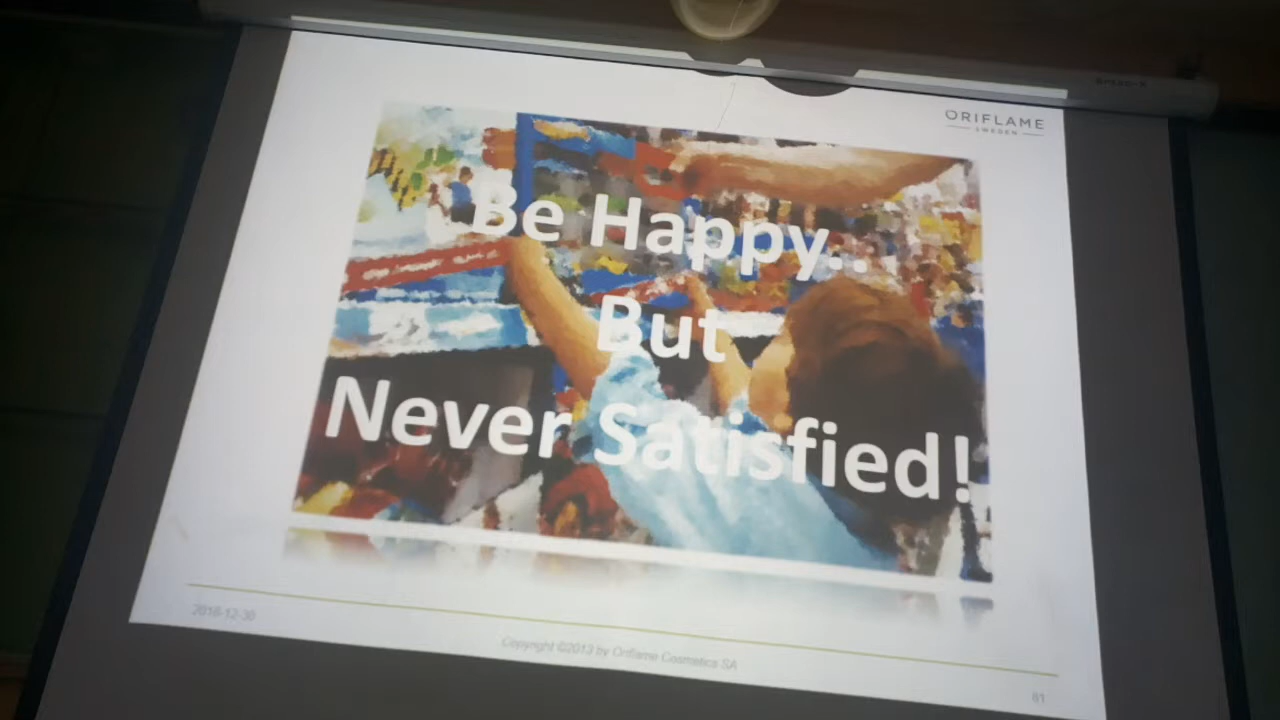 ORIFLAME
SWEDEN
Be Happy..
But
Never Satisfied!
2018-12-30
Copyright ©2013 by Oriflame Cosmetics SA
81